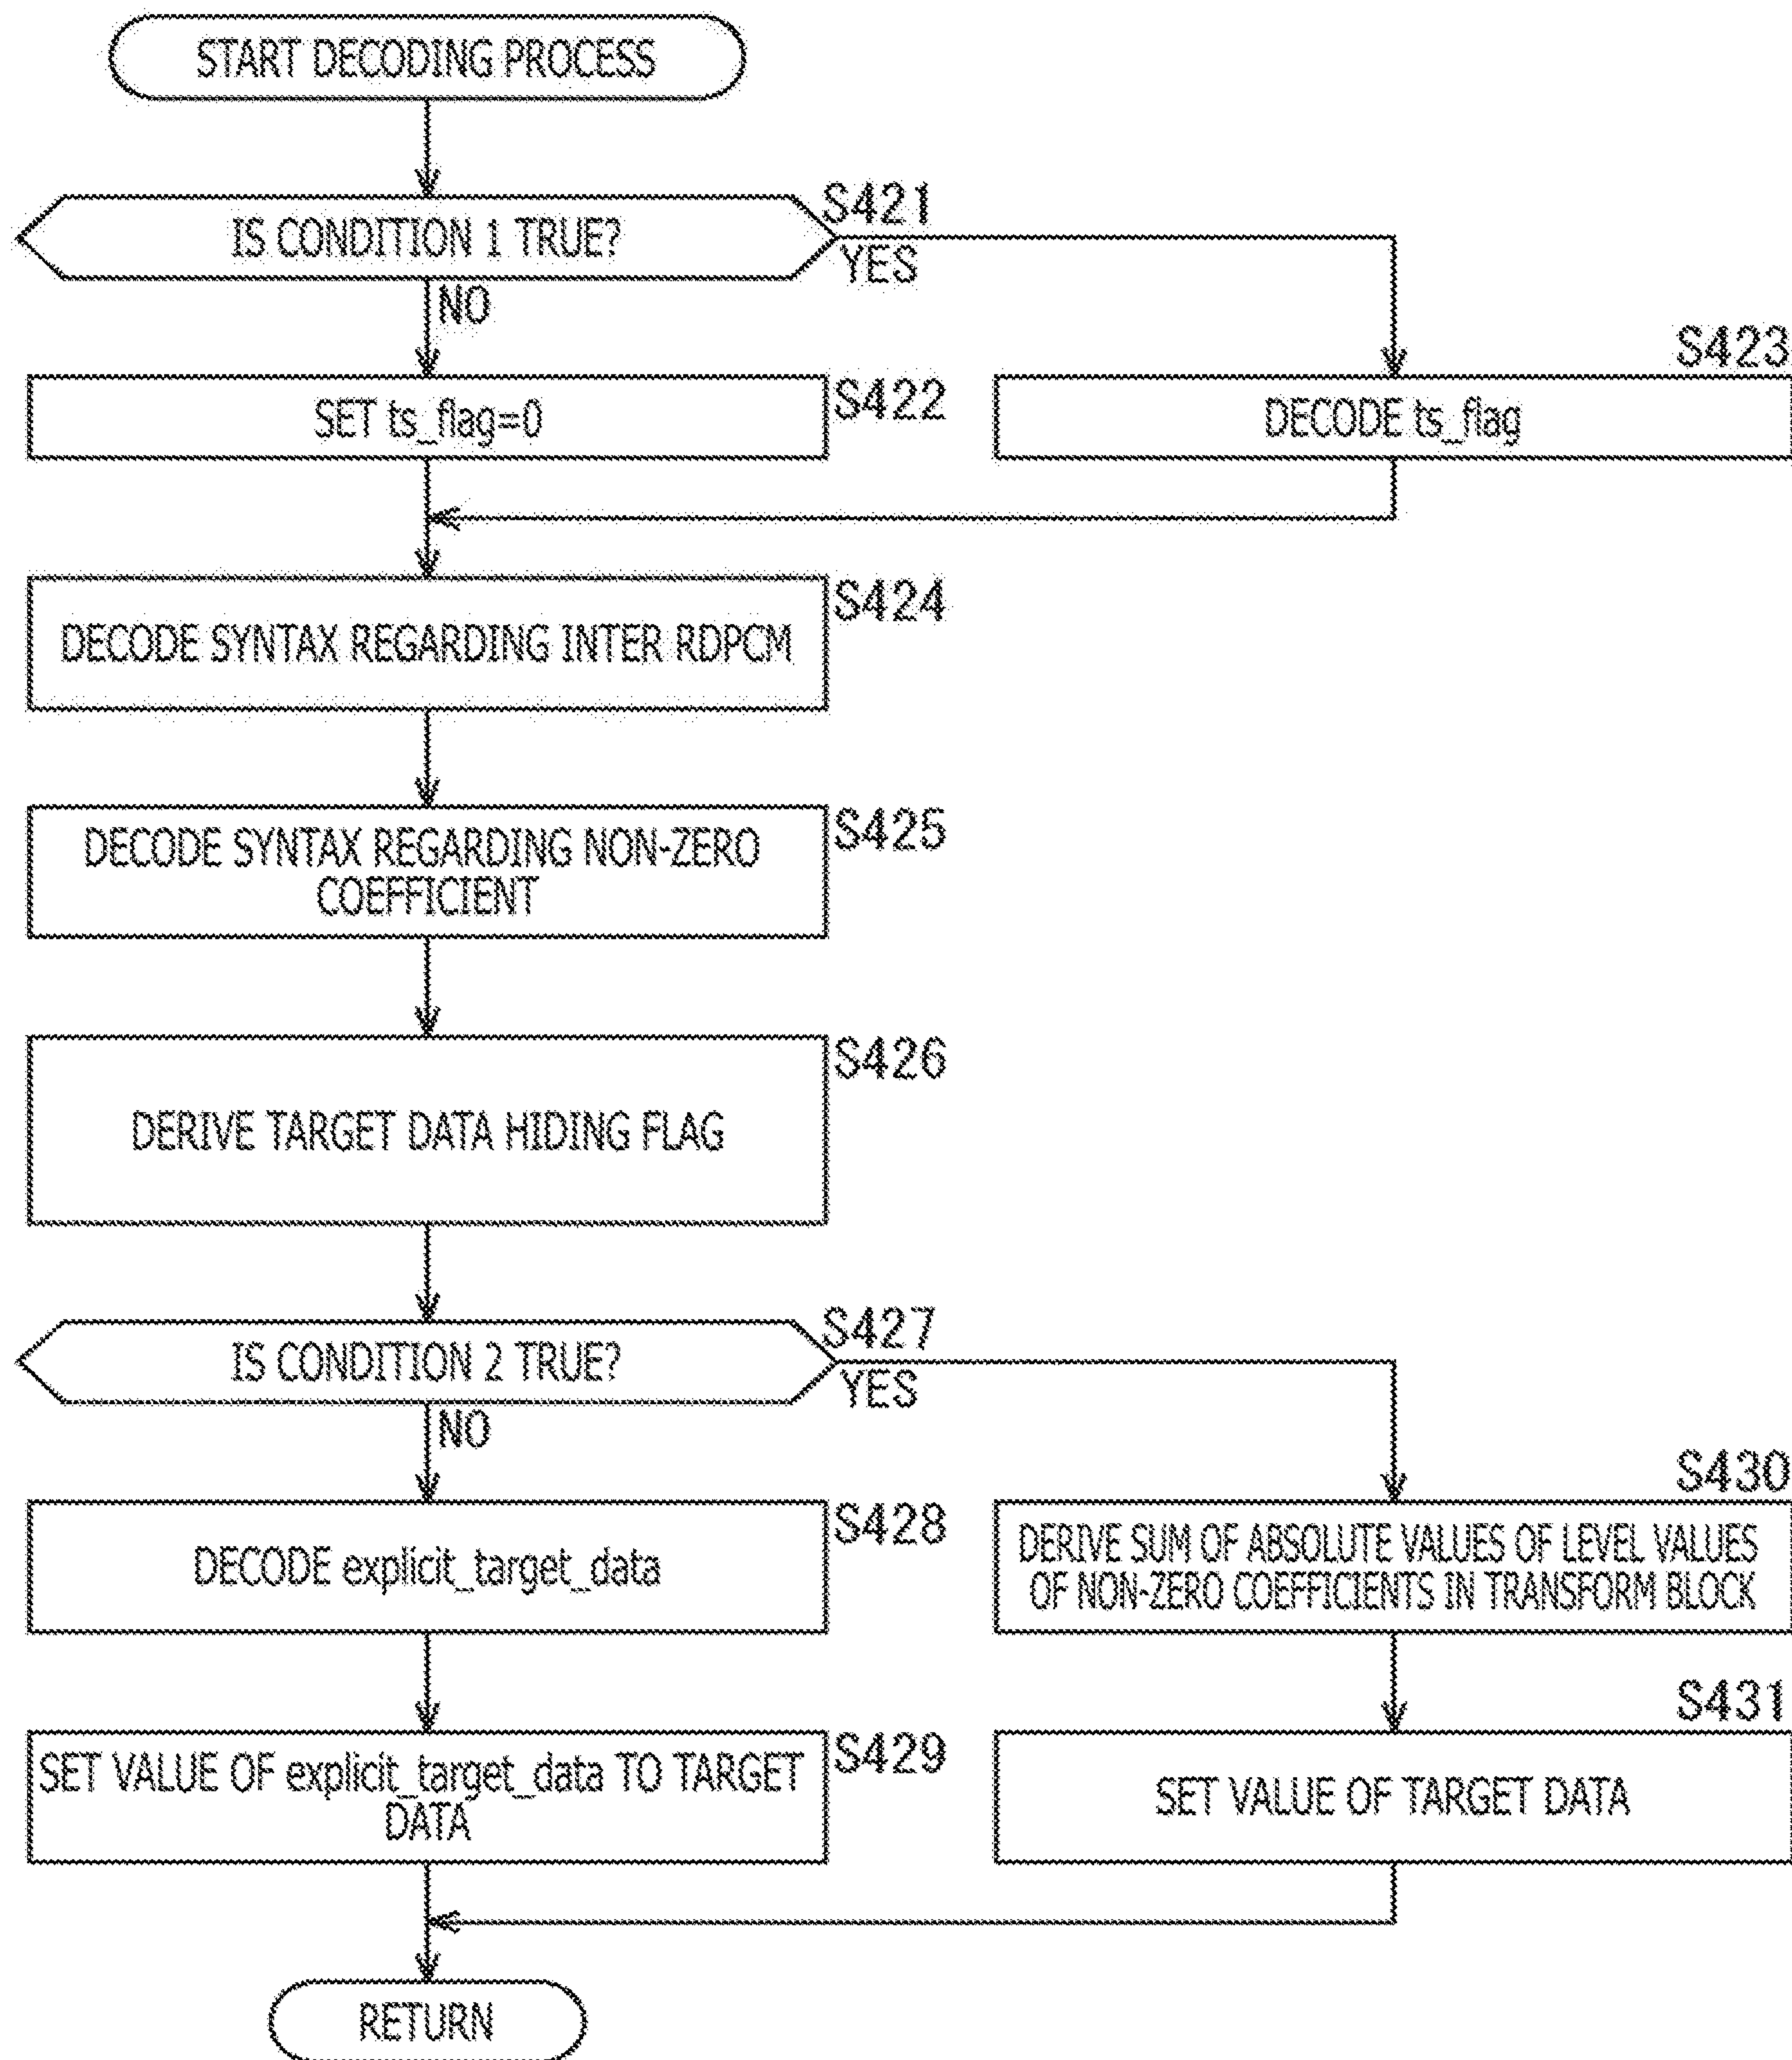 START DECODING PROCESS
S421
IS CONDITION 1 TRUE?
YES
NO
S422
SET ts_flag=0
S423
DECODE ts_flag
S424
DECODE SYNTAX REGARDING INTER RDPCM
S425
DECODE SYNTAX REGARDING NON-ZERO
COEFFICIENT
S426
DERIVE TARGET DATA HIDING FLAG
S427
IS CONDITION 2 TRUE?
YES
NO
S428
DECODE explicit_target_data
S430
DERIVE SUM OF ABSOLUTE VALUES OF LEVEL VALUES
OF NON-ZERO COEFFICIENTS IN TRANSFORM BLOCK
S429
SET VALUE OF explicit_target_data TO TARGET
DATA
S431
SET VALUE OF TARGET DATA
RETURN